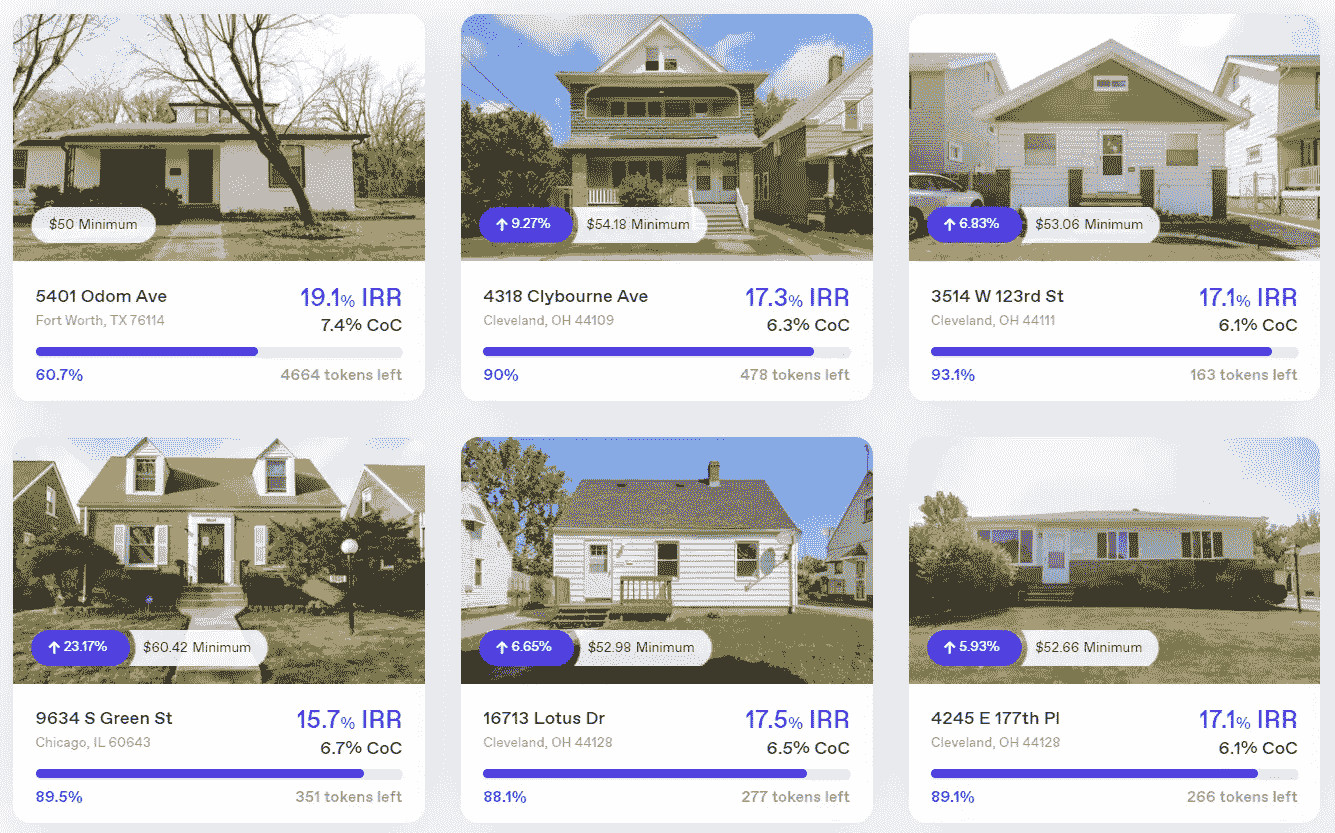 $50 Minimum
5401 Odom Ave
19.1% IRR
Fort Worth, TX 76114
7.4% CoC
60.7%
4664 tokens left
↑ 9.27%
$54.18 Minimum
4318 Clybourne Ave
17.3% IRR
Cleveland, OH 44109
6.3% CoC
90%
478 tokens left
↑ 6.83%
$53.06 Minimum
3514 W 123rd St
17.1% IRR
Cleveland, OH 44111
6.1% CoC
93.1%
163 tokens left
↑ 23.17%
$60.42 Minimum
9634 S Green St
15.7% IRR
Chicago, IL 60643
6.7% CoC
89.5%
351 tokens left
↑ 6.65%
$52.98 Minimum
16713 Lotus Dr
17.5% IRR
Cleveland, OH 44128
6.5% CoC
88.1%
277 tokens left
↑ 5.93%
$52.66 Minimum
4245 E 177th Pl
17.1% IRR
Cleveland, OH 44128
6.1% CoC
89.1%
266 tokens left